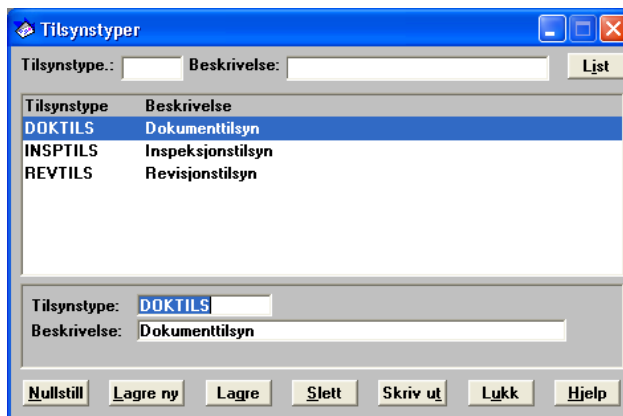 Tilsynstyper
Tilsynstype.: Beskrivelse: List
Tilsynstype Beskrivelse
DOKTILS Dokumenttilsyn
INSPTILS Inspeksjonstilsyn
REVTILS Revisjonstilsyn
Tilsynstype: DOKTILS
Beskrivelse: Dokumenttilsyn
Nullstill Lagre ny Lagre Slett Skriv ut Lukk Hjelp